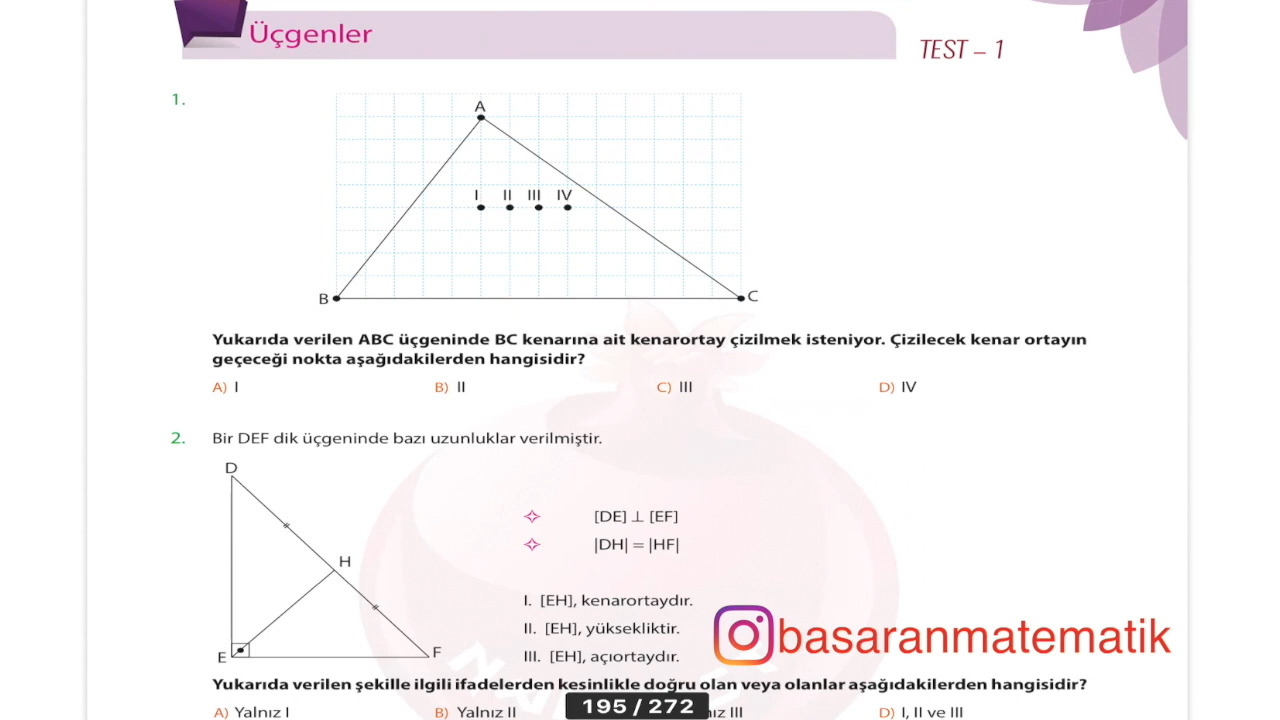 Üçgenler
TEST – 1
1.
A
I II III IV
B C
Yukarıda verilen ABC üçgeninde BC kenarına ait kenarortay çizilmek isteniyor. Çizilecek kenar ortayın
geçeceği nokta aşağıdakilerden hangisidir?
A) I B) II C) III D) IV
2. Bir DEF dik üçgeninde bazı uzunluklar verilmiştir.
D
[DE] ⊥ [EF]
|DH| = |HF|
H
I. [EH], kenarortaydır.
II. [EH], yüksekliktir.
III. [EH], açıortaydır.
basaranmatematik
E F
Yukarıda verilen şekille ilgili ifadelerden kesinlikle doğru olan veya olanlar aşağıdakilerden hangisidir?
A) Yalnız I B) Yalnız II III D) I, II ve III
195 / 272